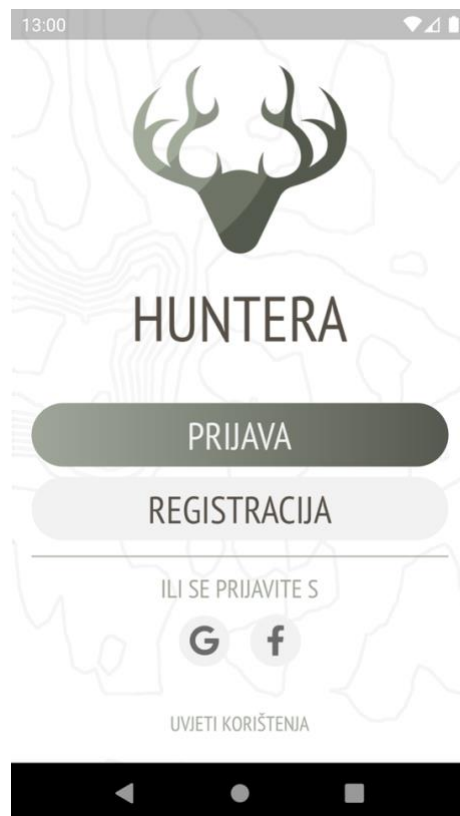 13:00
HUNTERA
PRIJAVA
REGISTRACIJA
ILI SE PRIJAVITE S
G f
UVJETI KORIŠTENJA